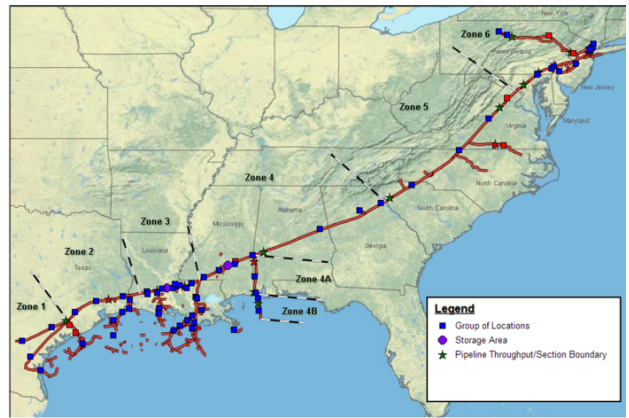 New York
Zone 6
Pennsylvania
New Jersey
Zone 5
Maryland
Virginia
Zone 4
North Carolina
Zone 3
Mississippi
Alabama
South Carolina
Zone 2
Louisiana
Georgia
Texas
Zone 4A
Zone 1
Zone 4B
Legend
Group of Locations
Storage Area
Pipeline Throughput/Section Boundary